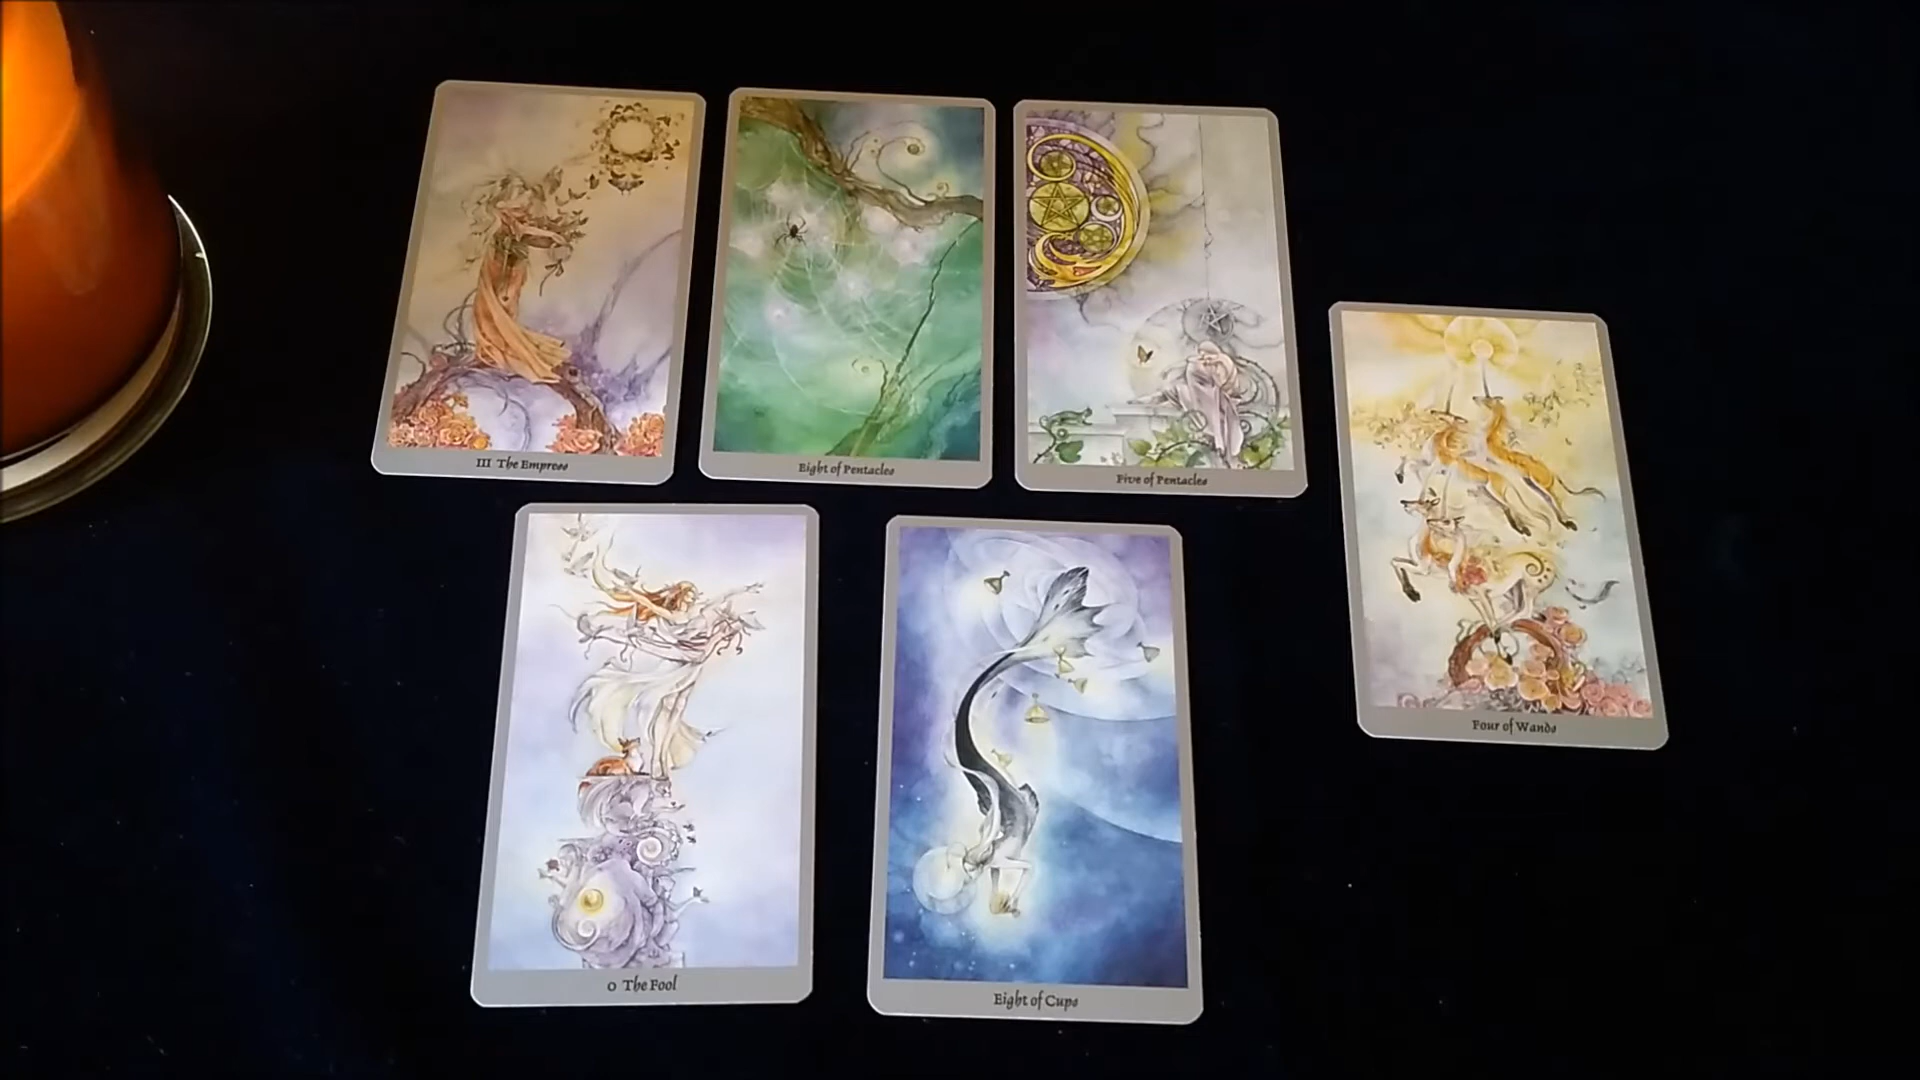 III The Empress
Eight of Pentacles
Five of Pentacles
Four of Wands
0 The Fool
Eight of Cups